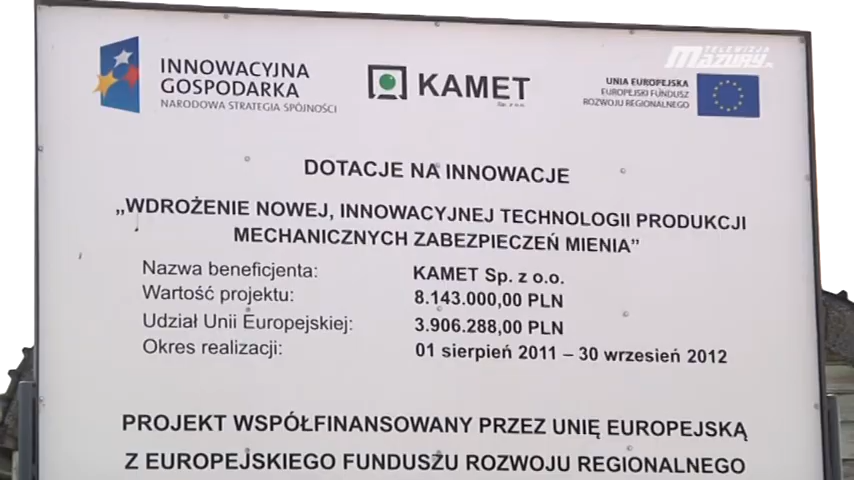 TELEWIZJA
MAZURY.PL
INNOWACYJNA
GOSPODARKA
NARODOWA STRATEGIA SPÓJNOŚCI
KAMET
Sp. z o.o.
UNIA EUROPEJSKA
EUROPEJSKI FUNDUSZ
ROZWOJU REGIONALNEGO
DOTACJE NA INNOWACJE
„WDROŻENIE NOWEJ, INNOWACYJNEJ TECHNOLOGII PRODUKCJI
MECHANICZNYCH ZABEZPIECZEŃ MIENIA”
Nazwa beneficjenta: KAMET Sp. z o.o.
Wartość projektu: 8.143.000,00 PLN
Udział Unii Europejskiej: 3.906.288,00 PLN
Okres realizacji: 01 sierpień 2011 – 30 wrzesień 2012
PROJEKT WSPÓŁFINANSOWANY PRZEZ UNIĘ EUROPEJSKĄ
Z EUROPEJSKIEGO FUNDUSZU ROZWOJU REGIONALNEGO